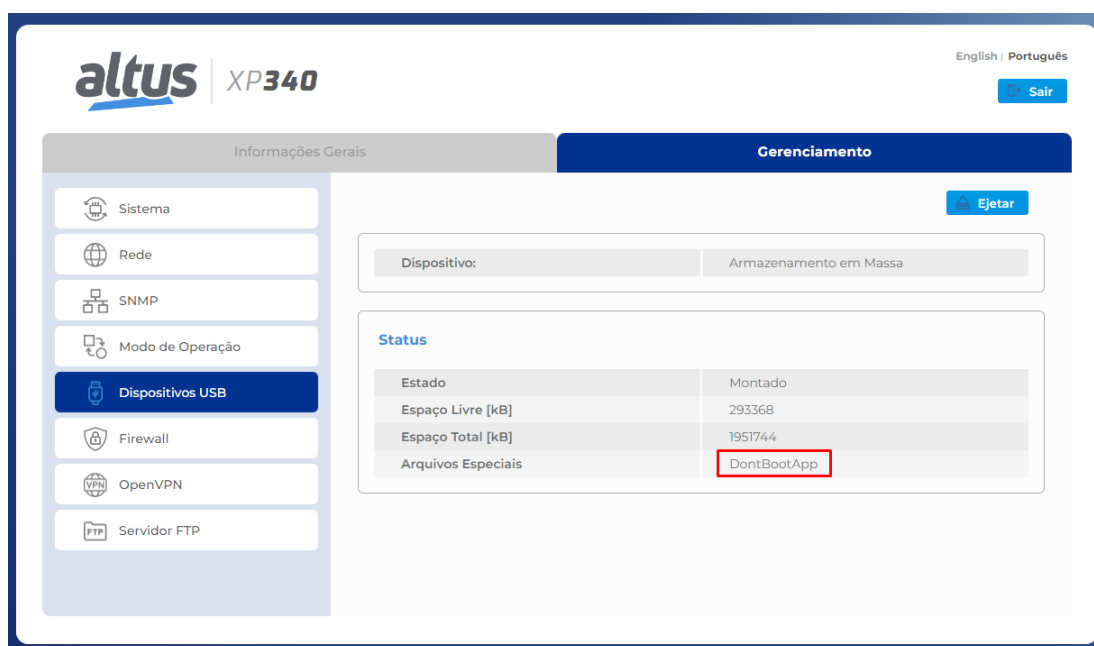 English | Português
altus XP340
Sair
Informações Gerais
Gerenciamento
Sistema
Ejetar
Rede
Dispositivo: Armazenamento em Massa
SNMP
Modo de Operação
Status
Dispositivos USB
Estado Montado
Espaço Livre [kB] 293368
Espaço Total [kB] 1951744
Arquivos Especiais DontBootApp
Firewall
VPN
OpenVPN
FTP
Servidor FTP